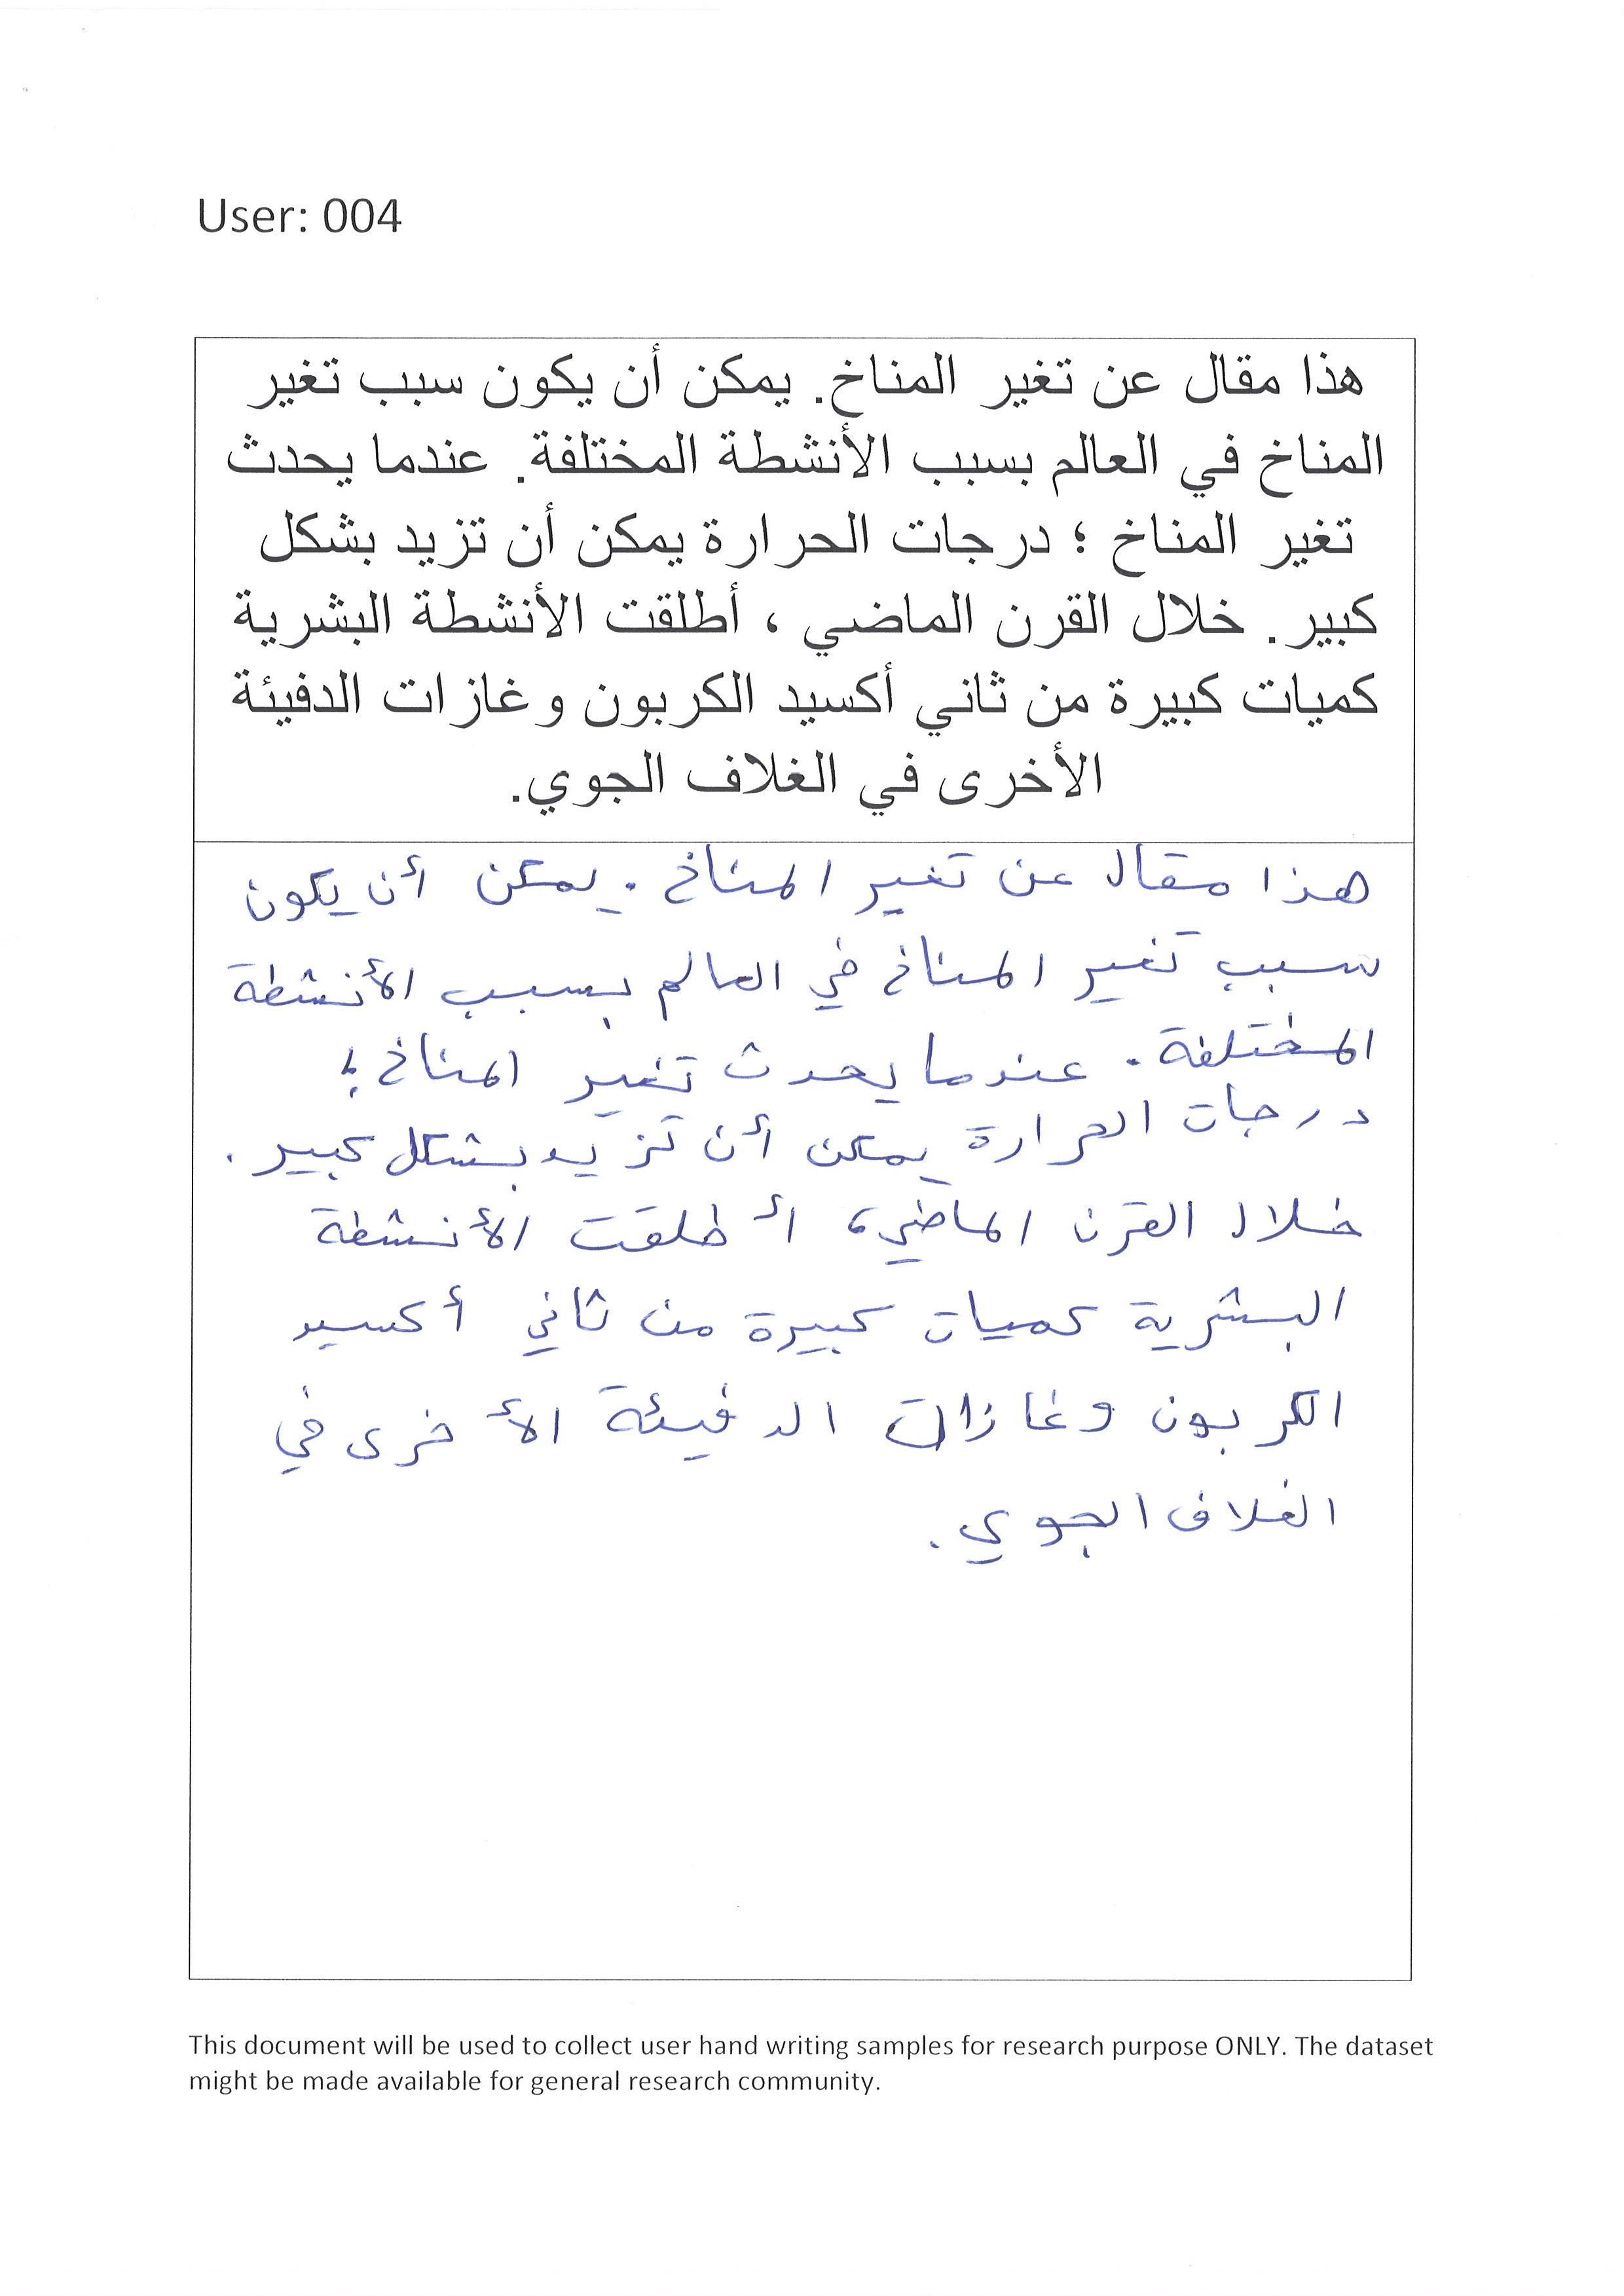 User: 004
هذا مقال عن تغير المناخ. يمكن أن يكون سبب تغير
المناخ في العالم بسبب الأنشطة المختلفة. عندما يحدث
تغير المناخ ؛ درجات الحرارة يمكن أن تزيد بشكل
كبير. خلال القرن الماضي ، أطلقت الأنشطة البشرية
كميات كبيرة من ثاني أكسيد الكربون وغازات الدفيئة
الأخرى في الغلاف الجوي.
هذا مقال عن تغير المناخ. يمكن أن يكون
سبب تغير المناخ في العالم بسبب الأنشطة
المختلفة. عندما يحدث تغير المناخ ؛
درجات الحرارة يمكن أن تزيد بشكل كبير.
خلال القرن الماضي، أطلقت الأنشطة
البشرية كميات كبيرة من ثاني أكسيد
الكربون وغازات الدفيئة الأخرى في
الغلاف الجوي.
This document will be used to collect user hand writing samples for research purpose ONLY. The dataset
might be made available for general research community.